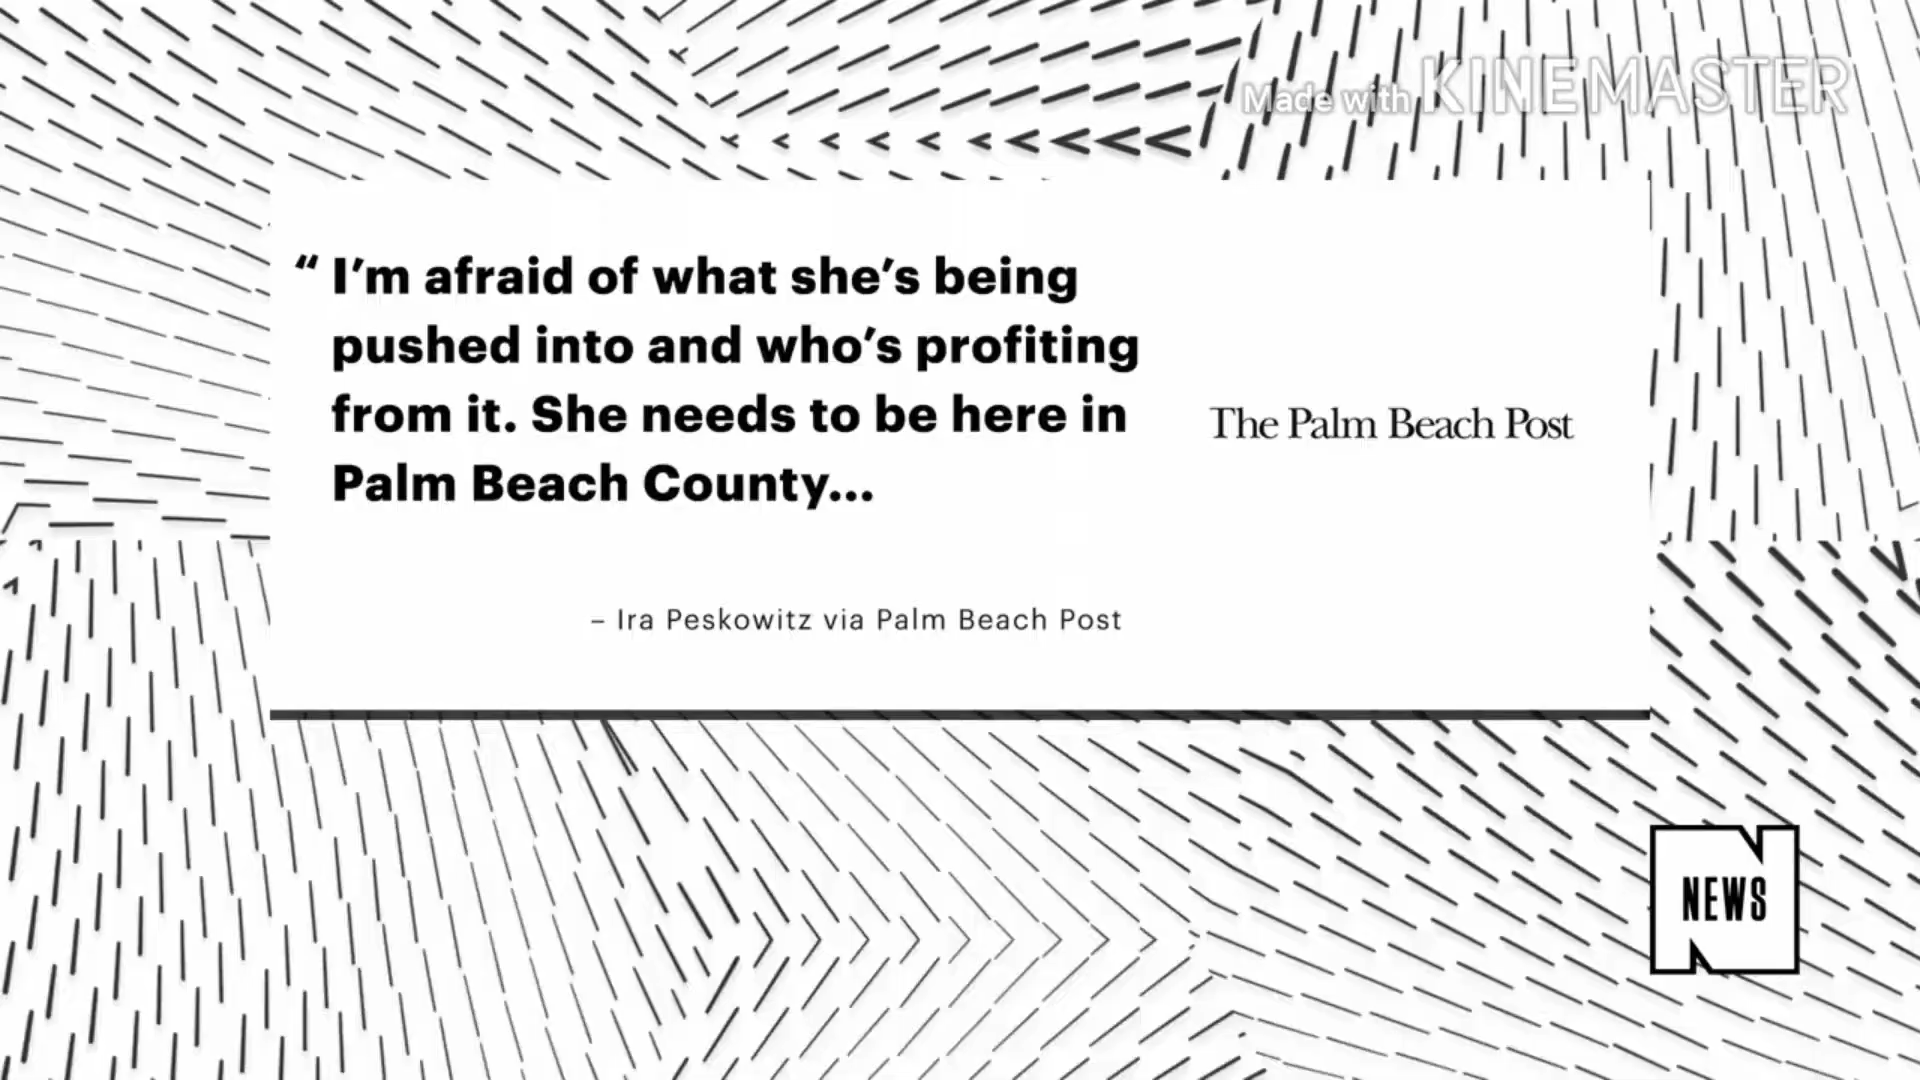 Made with KINEMASTER
“ I’m afraid of what she’s being
pushed into and who’s profiting
from it. She needs to be here in
Palm Beach County...
The Palm Beach Post
– Ira Peskowitz via Palm Beach Post
NEWS